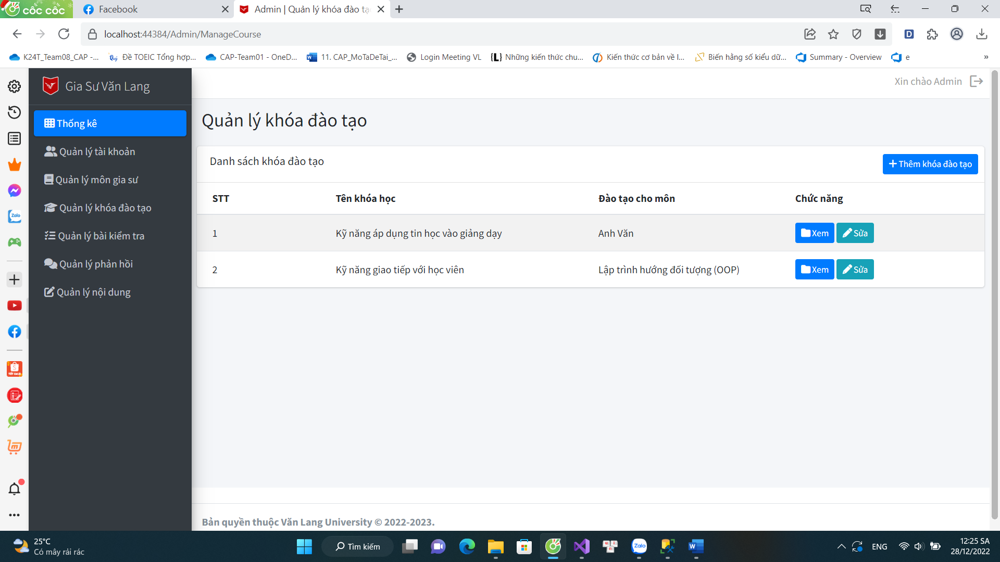 cốc cốc
Facebook
Admin | Quản lý khóa đào tạ
localhost:44384/Admin/ManageCourse
K24T_Team08_CAP -...
Đề TOEIC Tổng hợp...
CAP-Team01 - OneD...
11. CAP_MoTaDeTai_...
Login Meeting VL
Những kiến thức chu...
Kiến thức cơ bản về l...
Biến hằng số kiểu dữ...
Summary - Overview
e
»
Gia Sư Văn Lang
Xin chào Admin
Thống kê
Quản lý tài khoản
Quản lý môn gia sư
Quản lý khóa đào tạo
Quản lý bài kiểm tra
Quản lý phản hồi
Quản lý nội dung
Quản lý khóa đào tạo
Danh sách khóa đào tạo
Thêm khóa đào tạo
STT Tên khóa học Đào tạo cho môn Chức năng
1 Kỹ năng áp dụng tin học vào giảng dạy Anh Văn Xem Sửa
2 Kỹ năng giao tiếp với học viên Lập trình hướng đối tượng (OOP) Xem Sửa
Bản quyền thuộc Văn Lang University © 2022-2023.
Zalo
25°C
Có mây rải rác
Tìm kiếm
Zalo
ENG
12:25 SA
28/12/2022